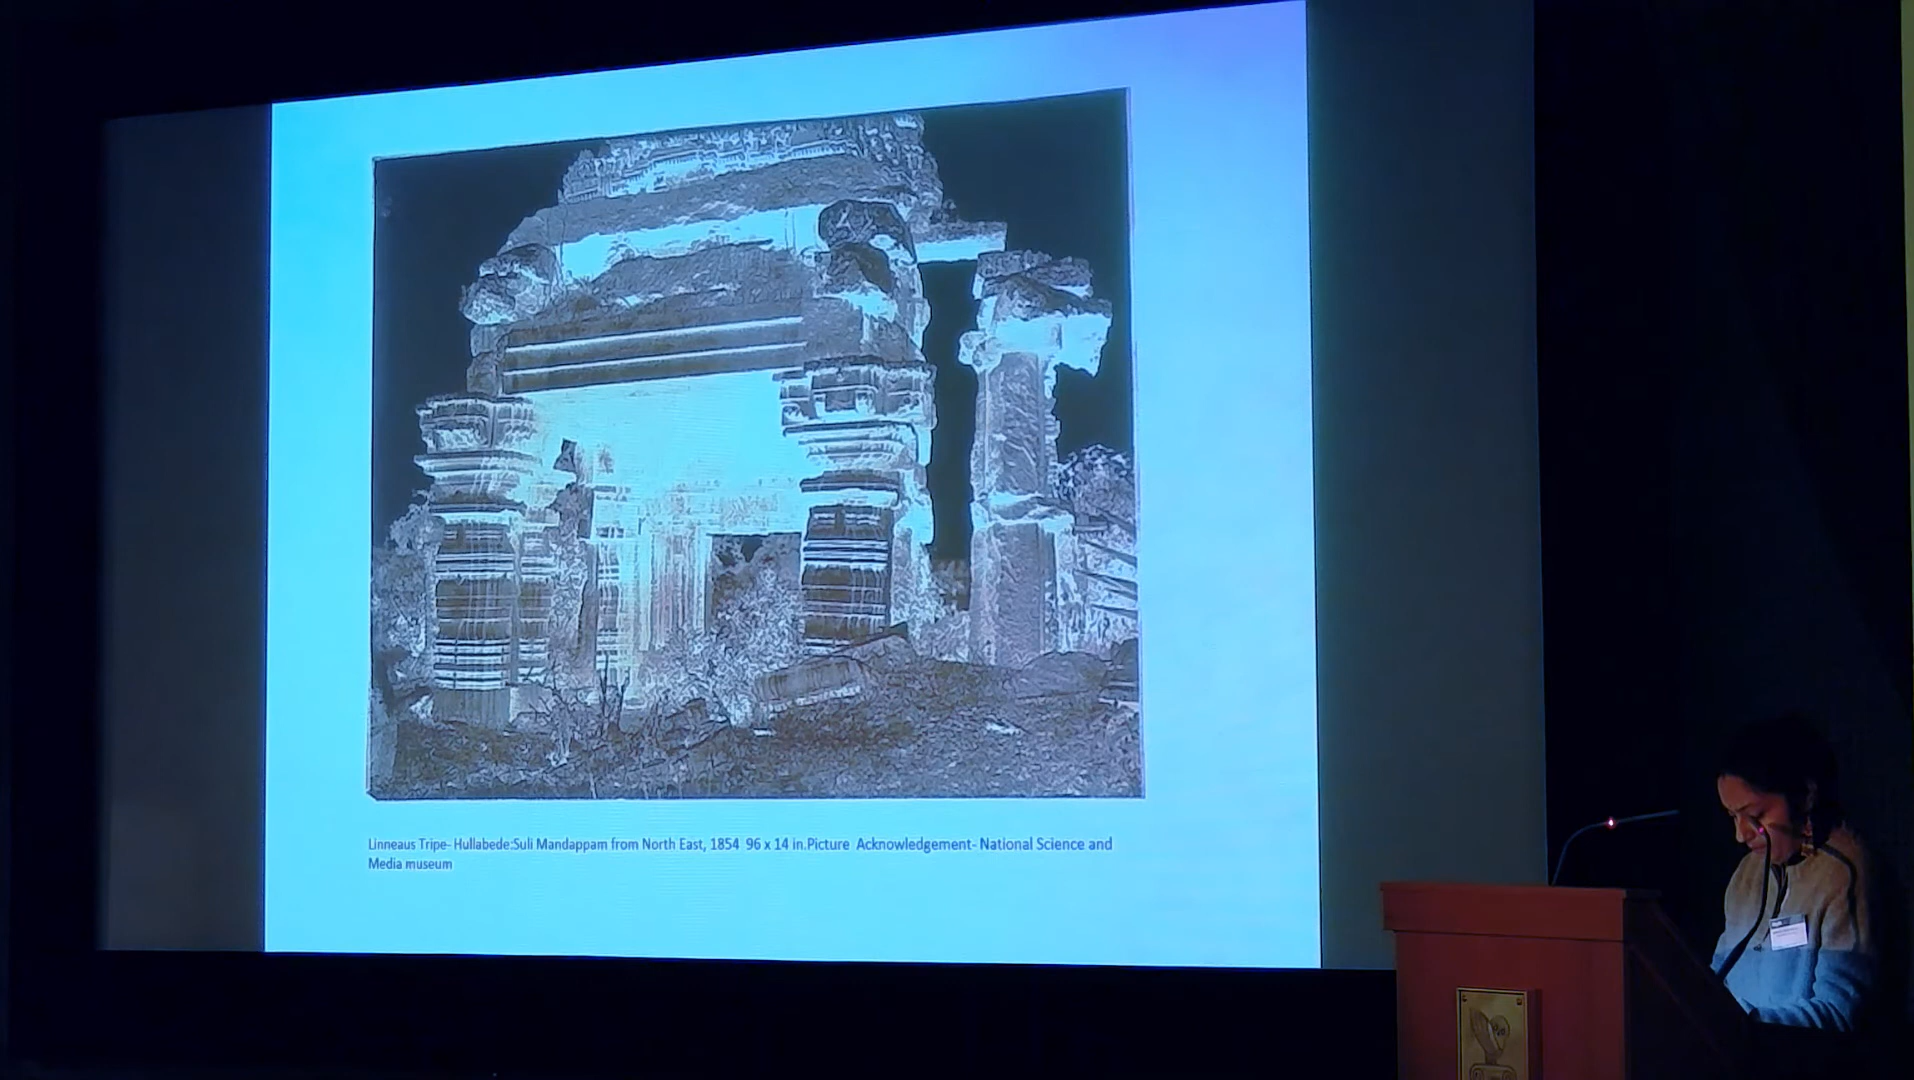 Linneaus Tripe- Hullabede:Suli Mandappam from North East, 1854  96 x 14 in.Picture  Acknowledgement- National Science and
Media museum